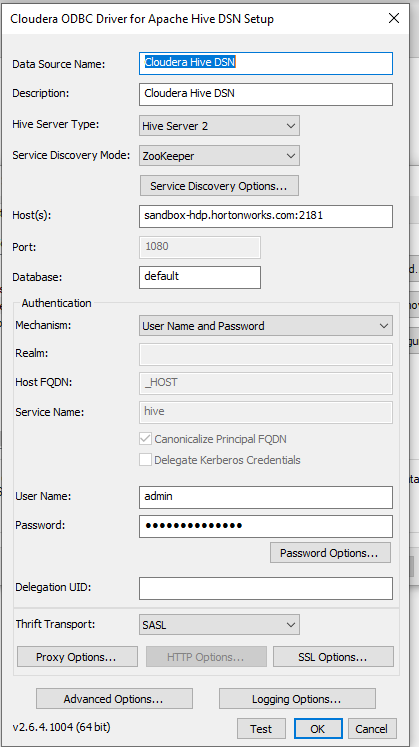 Cloudera ODBC Driver for Apache Hive DSN Setup
Data Source Name: Cloudera Hive DSN
Description: Cloudera Hive DSN
Hive Server Type: Hive Server 2
Service Discovery Mode: ZooKeeper
Service Discovery Options...
Host(s): sandbox-hdp.hortonworks.com:2181
Port: 1080
Database: default
Authentication
Mechanism: User Name and Password
Realm:
Host FQDN: _HOST
Service Name: hive
Canonicalize Principal FQDN
Delegate Kerberos Credentials
User Name: admin
Password: ●●●●●●●●●●●●●●
Password Options...
Delegation UID:
Thrift Transport: SASL
Proxy Options... HTTP Options... SSL Options...
Advanced Options... Logging Options...
v2.6.4.1004 (64 bit) Test OK Cancel